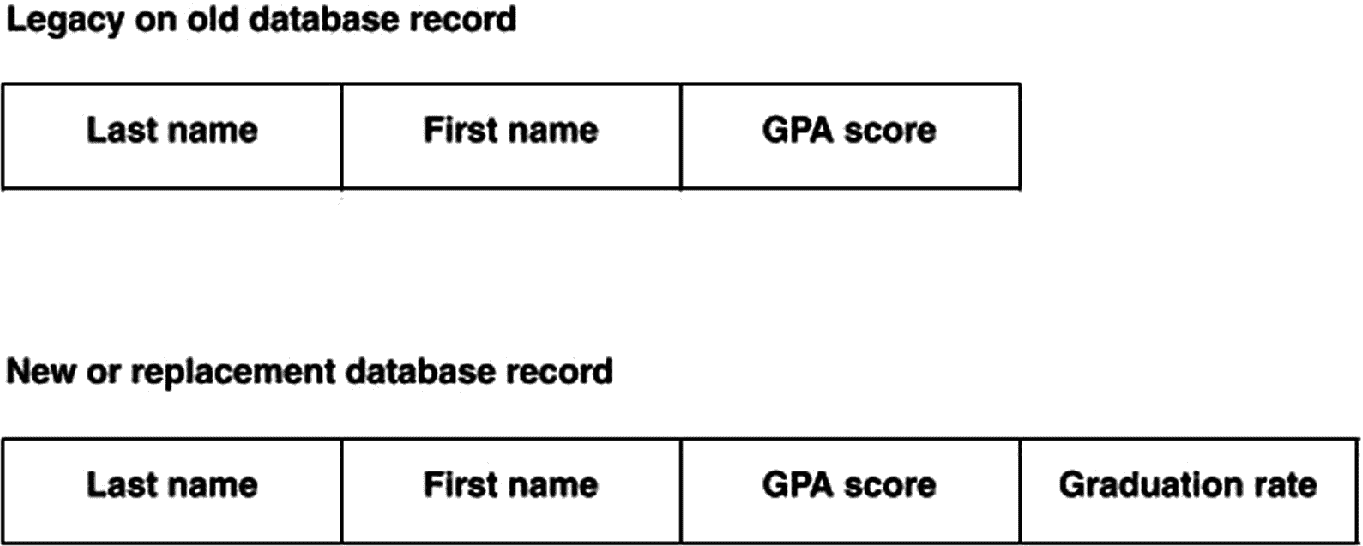 Legacy on old database record
Last name First name GPA score
New or replacement database record
Last name First name GPA score Graduation rate